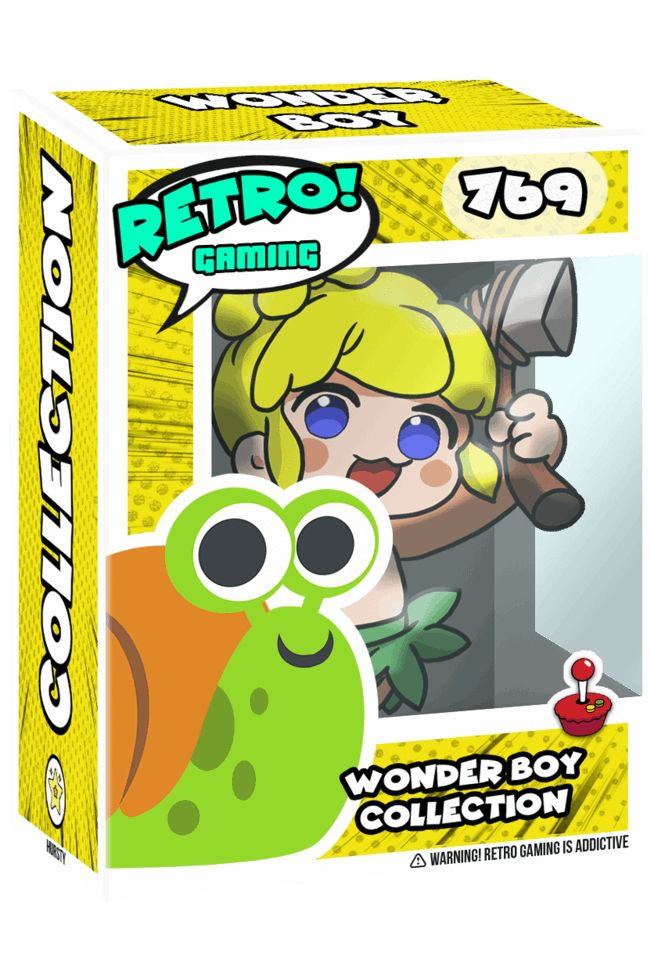 WONDER
BOY
COLLECTION
RETRO!
GAMING
769
WONDER BOY
COLLECTION
⚠ WARNING! RETRO GAMING IS ADDICTIVE
HURSTY